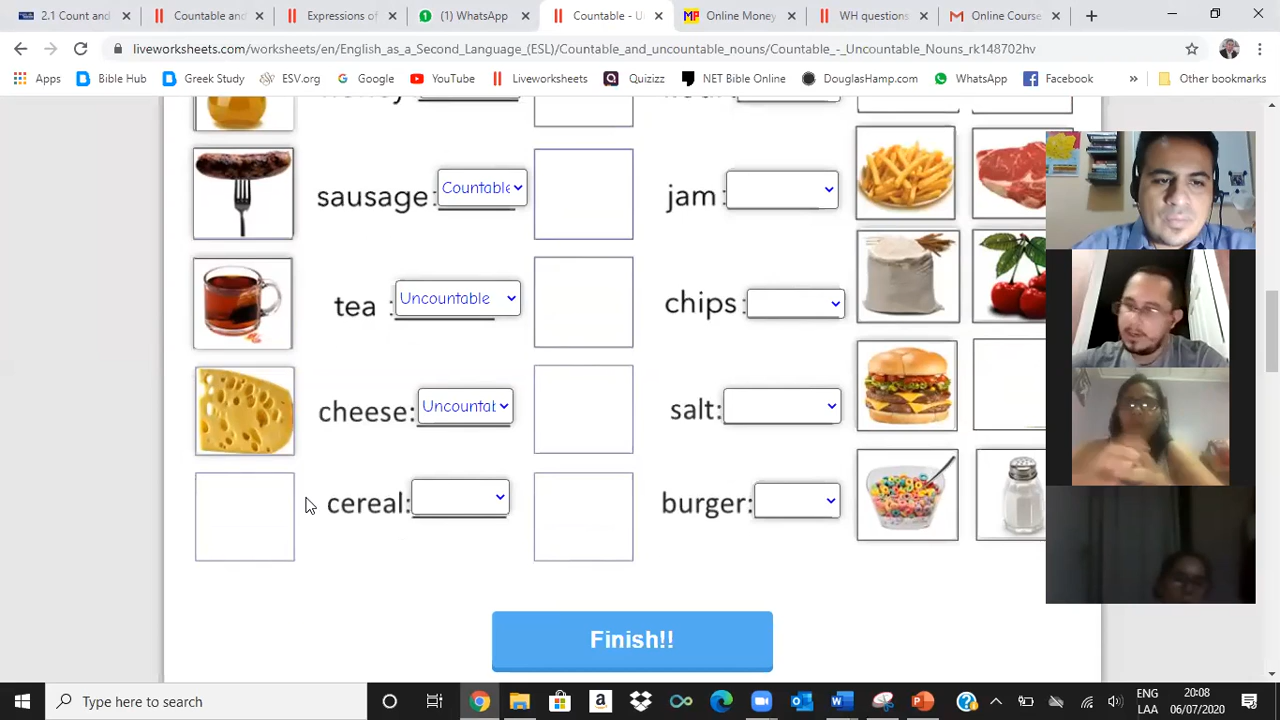 2.1 Count and
Countable and
Expressions of
(1) WhatsApp
Countable - U
Online Money
WH questions
Online Course
liveworksheets.com/worksheets/en/English_as_a_Second_Language_(ESL)/Countable_and_uncountable_nouns/Countable_-_Uncountable_Nouns_rk148702hv
Apps
Bible Hub
Greek Study
ESV.org
Google
YouTube
Liveworksheets
Quizizz
NET Bible Online
DouglasHamp.com
WhatsApp
Facebook
»
Other bookmarks
sausage: Countable
jam :
tea : Uncountable
chips:
cheese: Uncountat
salt:
cereal:
burger:
Finish!!
Type here to search
ENG
LAA
20:08
06/07/2020